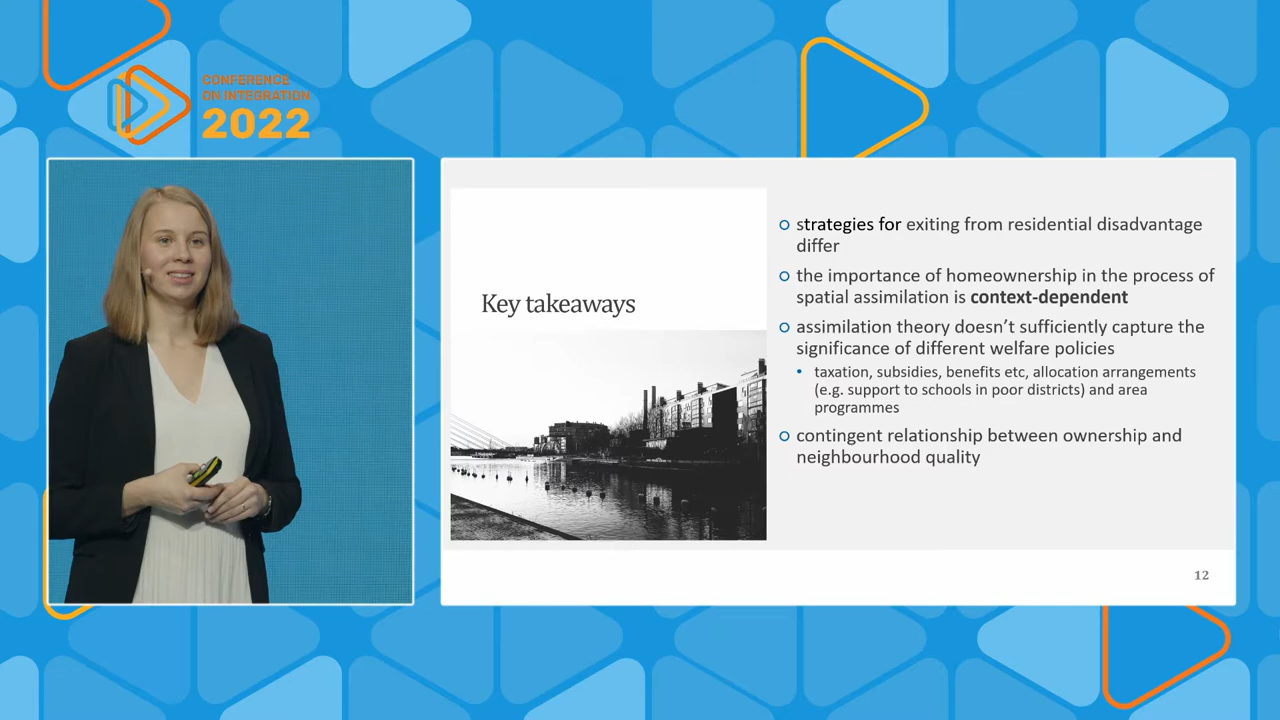 CONFERENCE
ON INTEGRATION
2022
Key takeaways
strategies for exiting from residential disadvantage
differ
the importance of homeownership in the process of
spatial assimilation is context-dependent
assimilation theory doesn't sufficiently capture the
significance of different welfare policies
taxation, subsidies, benefits etc, allocation arrangements
(e.g. support to schools in poor districts) and area
programmes
contingent relationship between ownership and
neighbourhood quality
12